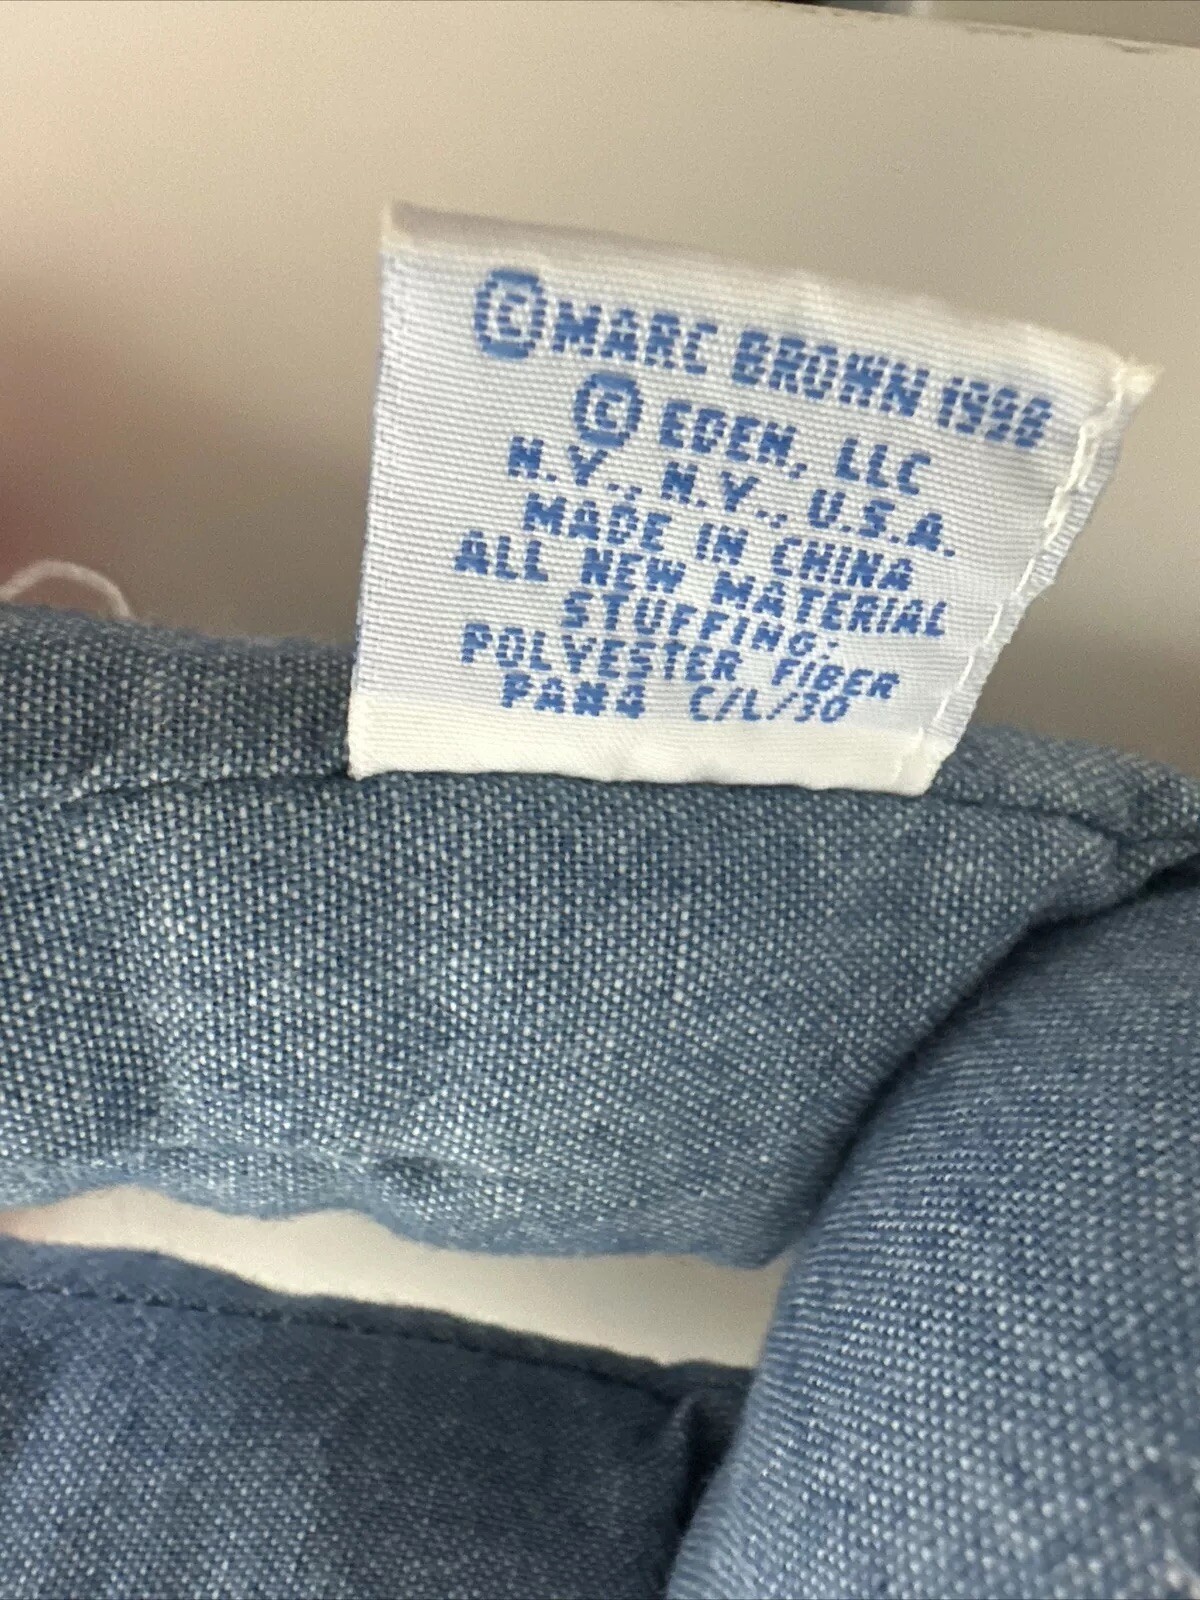 ©MARC BROWN 1998
© EDEN, LLC
N.Y., N.Y., U.S.A.
MADE IN CHINA
ALL NEW MATERIAL
STUFFING:
POLYESTER FIBER
PA#4 C/L/30